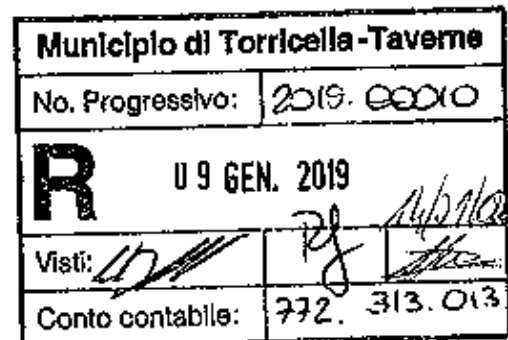 Municipio di Torricella-Taverne
No. Progressivo: 2019. 00010
R 09 GEN. 2019
Visti:
Conto contabile: 772. 313.013